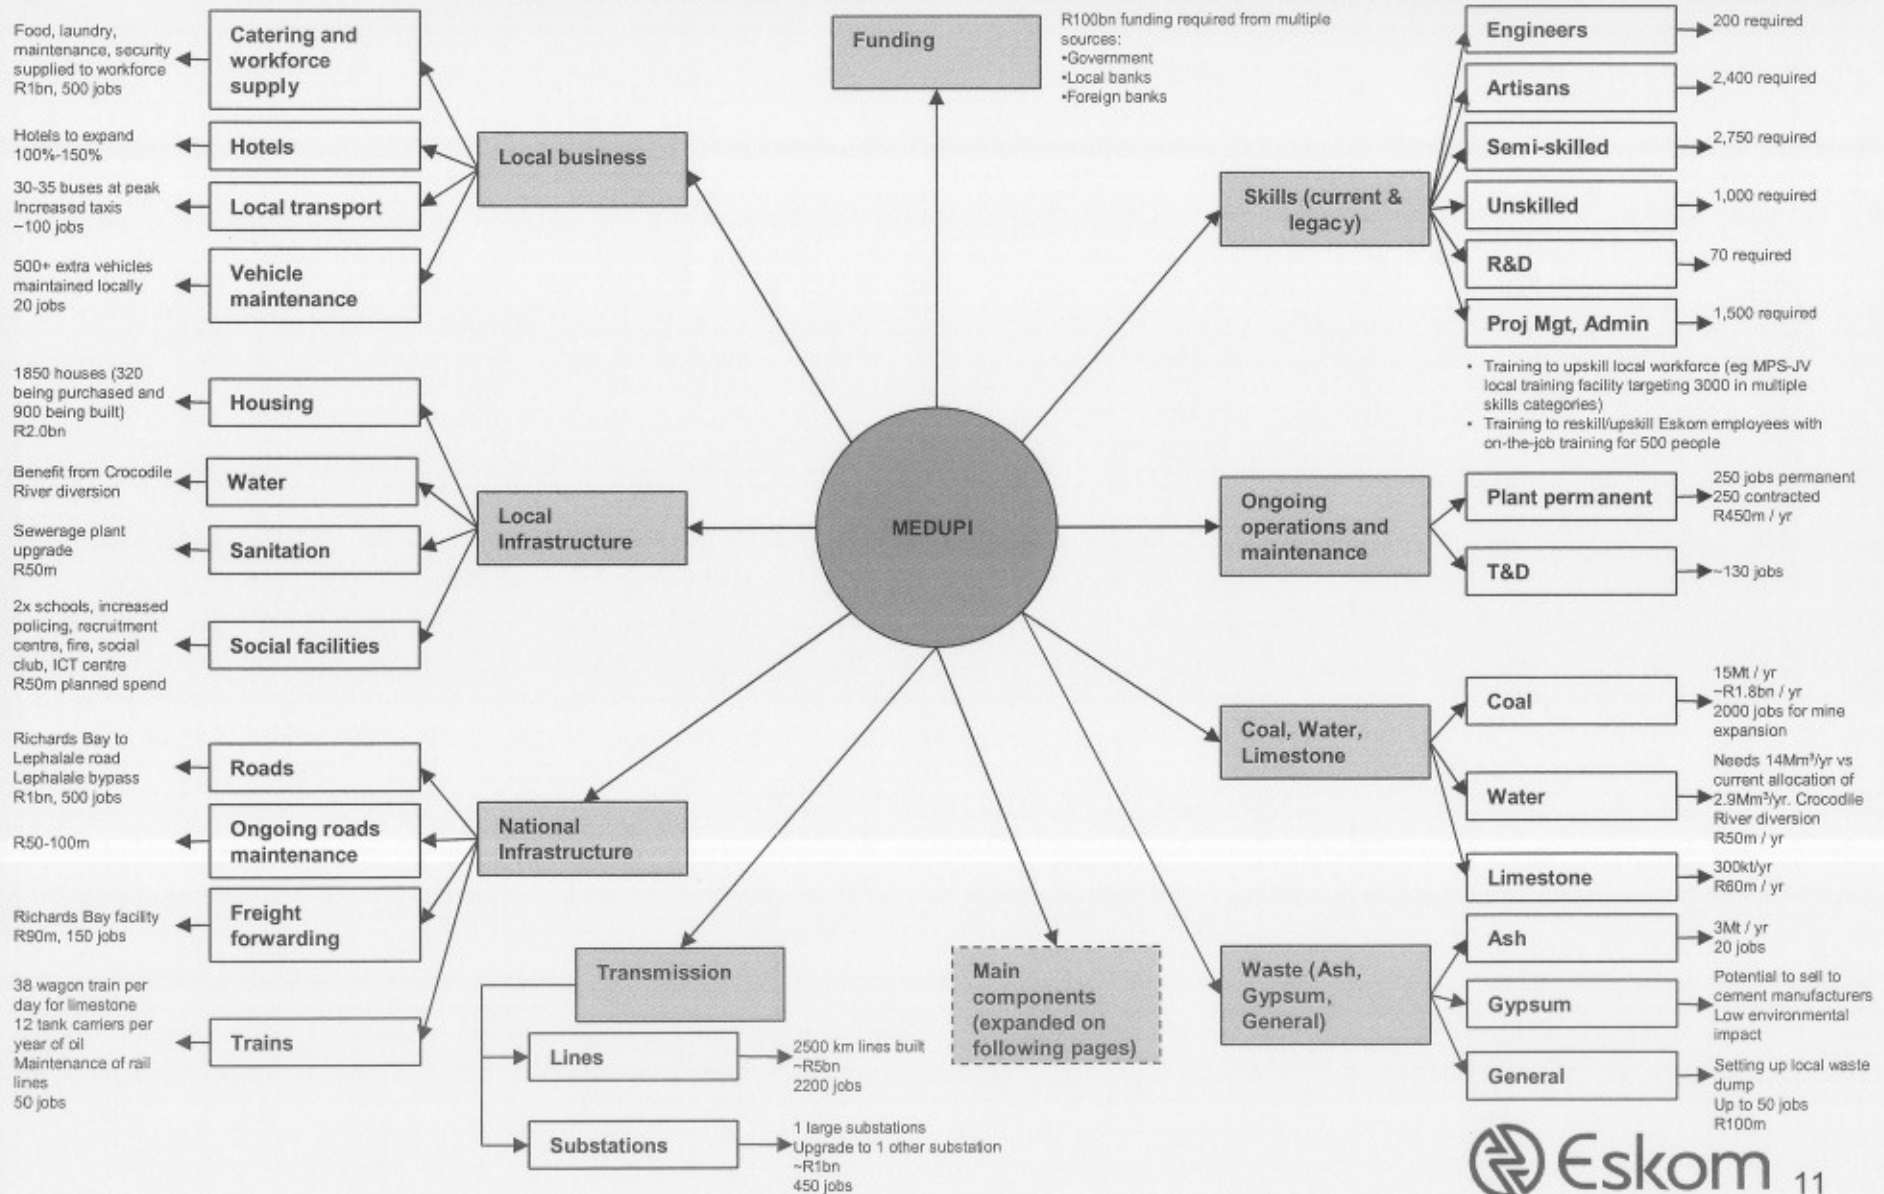 Food, laundry,
maintenance, security
supplied to workforce
R1bn, 500 jobs
Catering and
workforce
supply
Hotels to expand
100%-150%
Hotels
30-35 buses at peak
Increased taxis
~100 jobs
Local transport
500+ extra vehicles
maintained locally
20 jobs
Vehicle
maintenance
Local business
1850 houses (320
being purchased and
900 being built)
R2.0bn
Housing
Benefit from Crocodile
River diversion
Water
Sewerage plant
upgrade
R50m
Sanitation
2x schools, increased
policing, recruitment
centre, fire, social
club, ICT centre
R50m planned spend
Social facilities
Local
Infrastructure
Richards Bay to
Lephalale road
Lephalale bypass
R1bn, 500 jobs
Roads
R50-100m
Ongoing roads
maintenance
Richards Bay facility
R90m, 150 jobs
Freight
forwarding
38 wagon train per
day for limestone
12 tank carriers per
year of oil
Maintenance of rail
lines
50 jobs
Trains
National
Infrastructure
Funding
R100bn funding required from multiple
sources:
•Government
•Local banks
•Foreign banks
MEDUPI
Transmission
Lines
2500 km lines built
~R5bn
2200 jobs
Substations
1 large substations
Upgrade to 1 other substation
~R1bn
450 jobs
Main
components
(expanded on
following pages)
Skills (current &
legacy)
Engineers
200 required
Artisans
2,400 required
Semi-skilled
2,750 required
Unskilled
1,000 required
R&D
70 required
Proj Mgt, Admin
1,500 required
• Training to upskill local workforce (eg MPS-JV
local training facility targeting 3000 in multiple
skills categories)
• Training to reskill/upskill Eskom employees with
on-the-job training for 500 people
Ongoing
operations and
maintenance
Plant permanent
250 jobs permanent
250 contracted
R450m / yr
T&D
~130 jobs
Coal, Water,
Limestone
Coal
15Mt / yr
~R1.8bn / yr
2000 jobs for mine
expansion
Water
Needs 14Mm³/yr vs
current allocation of
2.9Mm³/yr. Crocodile
River diversion
R50m / yr
Limestone
300kt/yr
R60m / yr
Waste (Ash,
Gypsum,
General)
Ash
3Mt / yr
20 jobs
Gypsum
Potential to sell to
cement manufacturers
Low environmental
impact
General
Setting up local waste
dump
Up to 50 jobs
R100m
Eskom
11